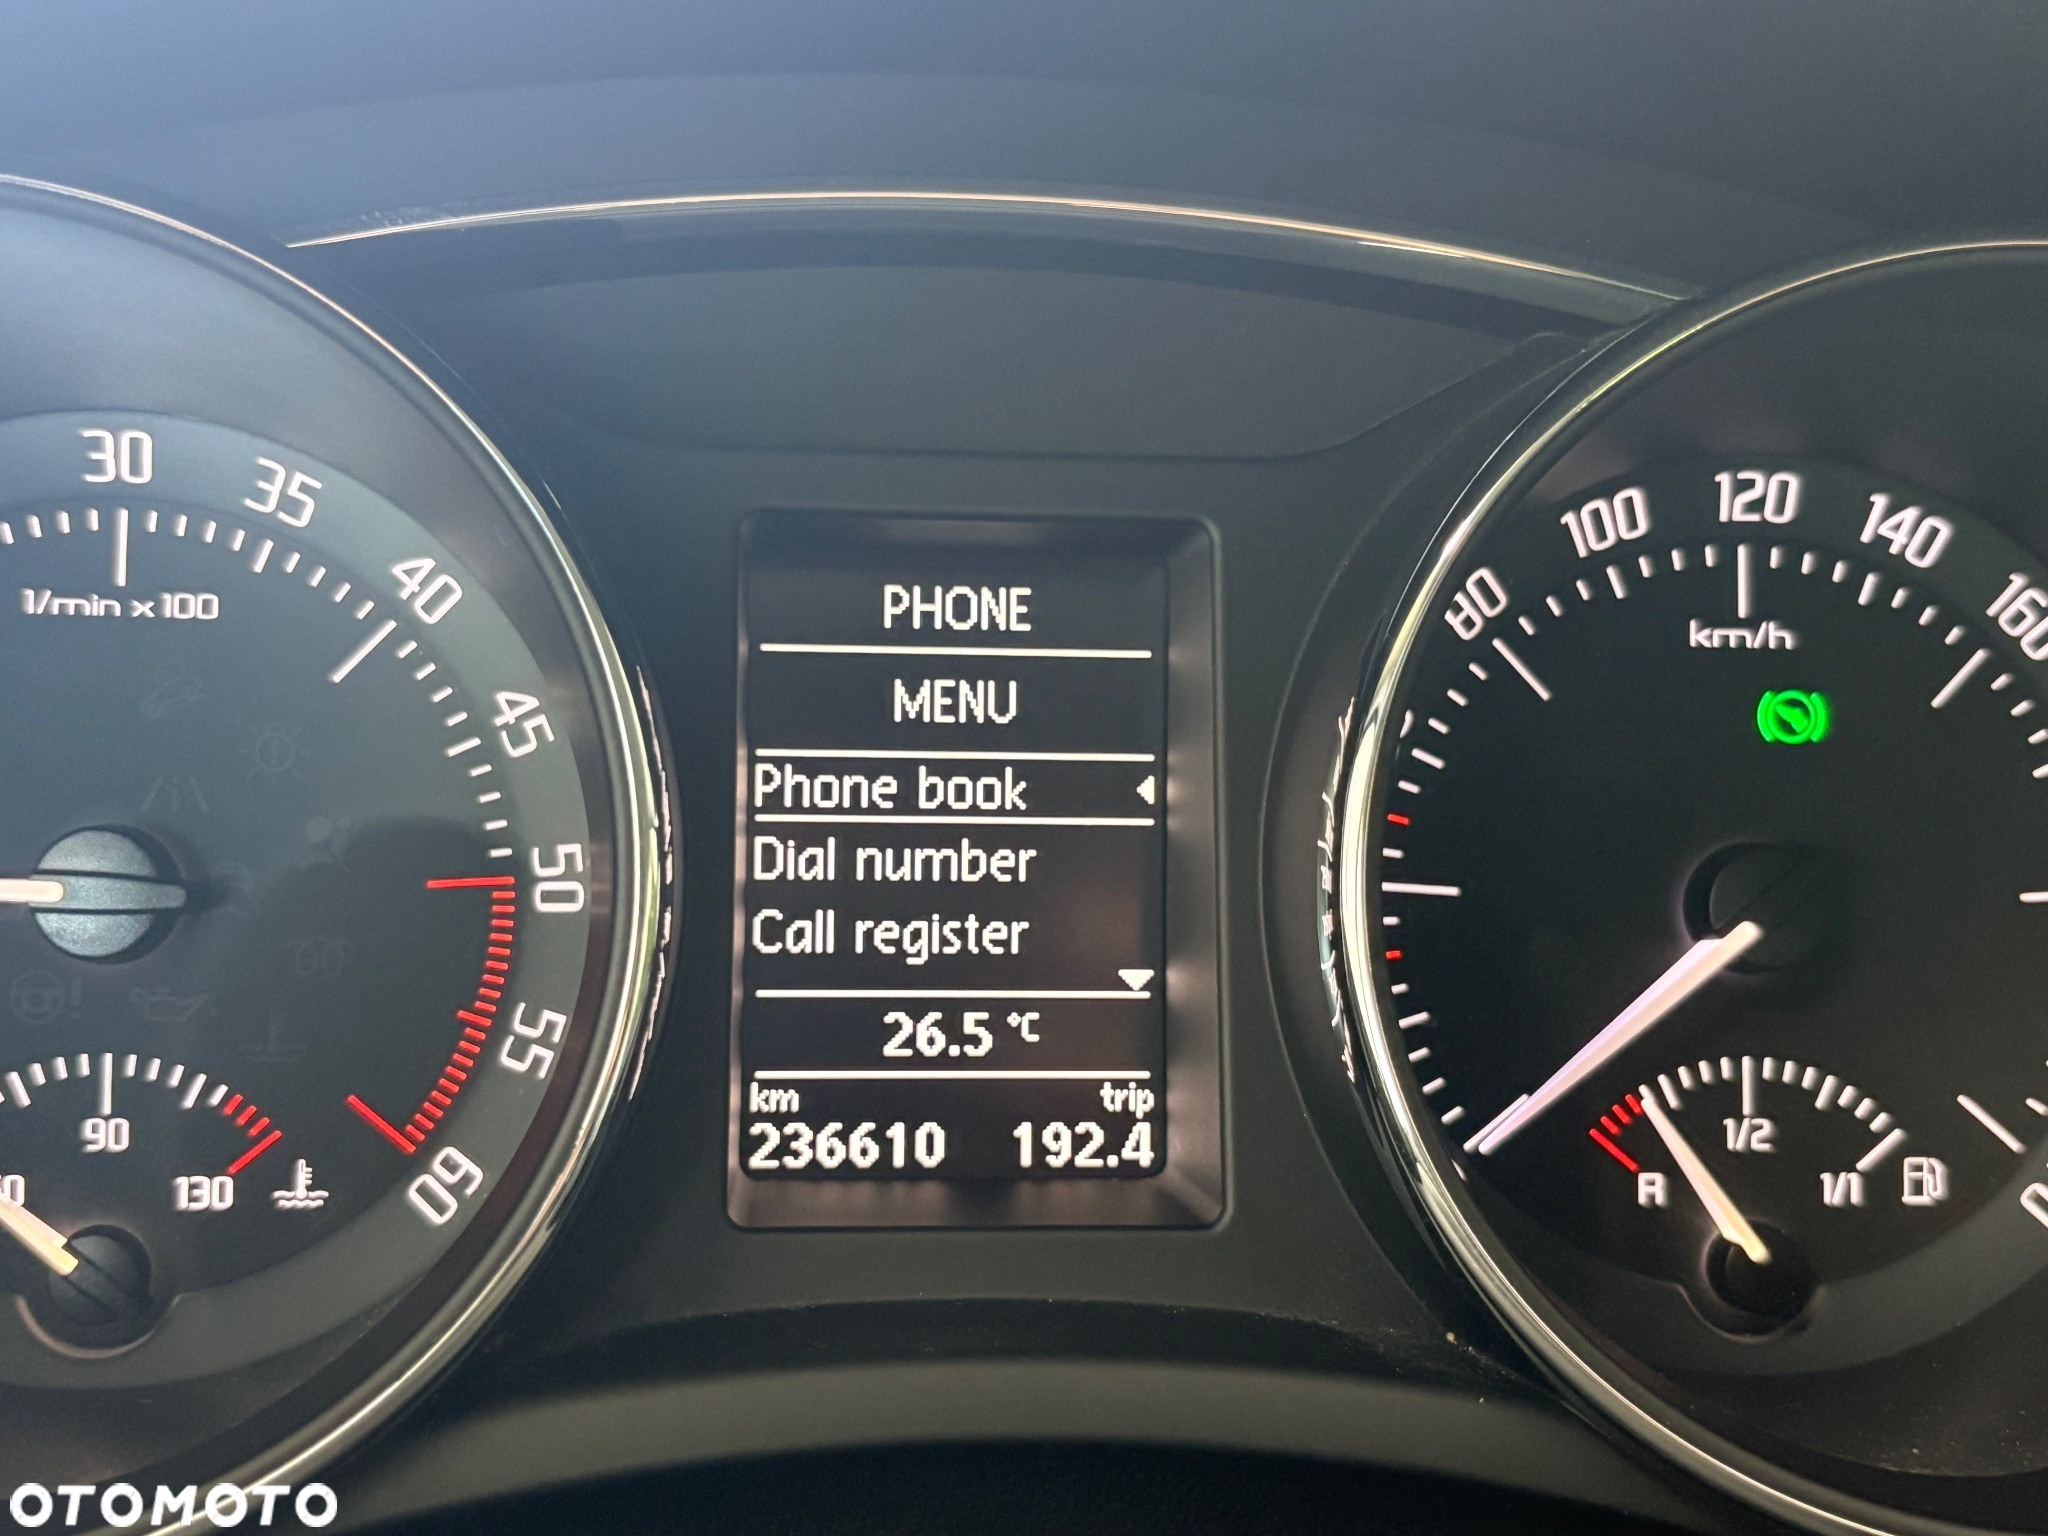 30
35
40
45
50
55
60
1/min x 100
90
130
PHONE
MENU
Phone book
Dial number
Call register
26.5 °C
km trip
236610 192.4
80
100
120
140
160
km/h
R
1/2
1/1
OTOMOTO